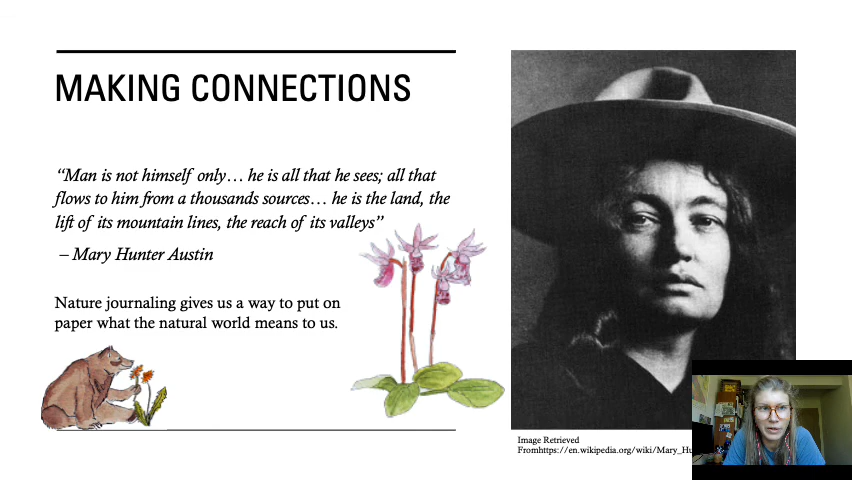 MAKING CONNECTIONS
“Man is not himself only… he is all that he sees; all that
flows to him from a thousands sources… he is the land, the
lift of its mountain lines, the reach of its valleys”
– Mary Hunter Austin
Nature journaling gives us a way to put on
paper what the natural world means to us.
Image Retrieved
Fromhttps://en.wikipedia.org/wiki/Mary_Hu